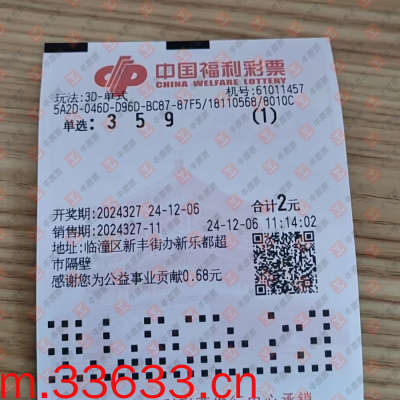 中国福利彩票
CHINA WELFARE LOTTERY
玩法:3D-单式 机号:61011457
5A2D-046D-D96D-BC87-87F5/18110568/8010C
单选: 3 5 9 (1)
开奖期:2024327 24-12-06 合计2元
销售期:2024327-11 24-12-06 11:14:02
地址:临潼区新丰街办新乐都超
市隔壁
感谢您为公益事业贡献0.68元
m.33633.cn